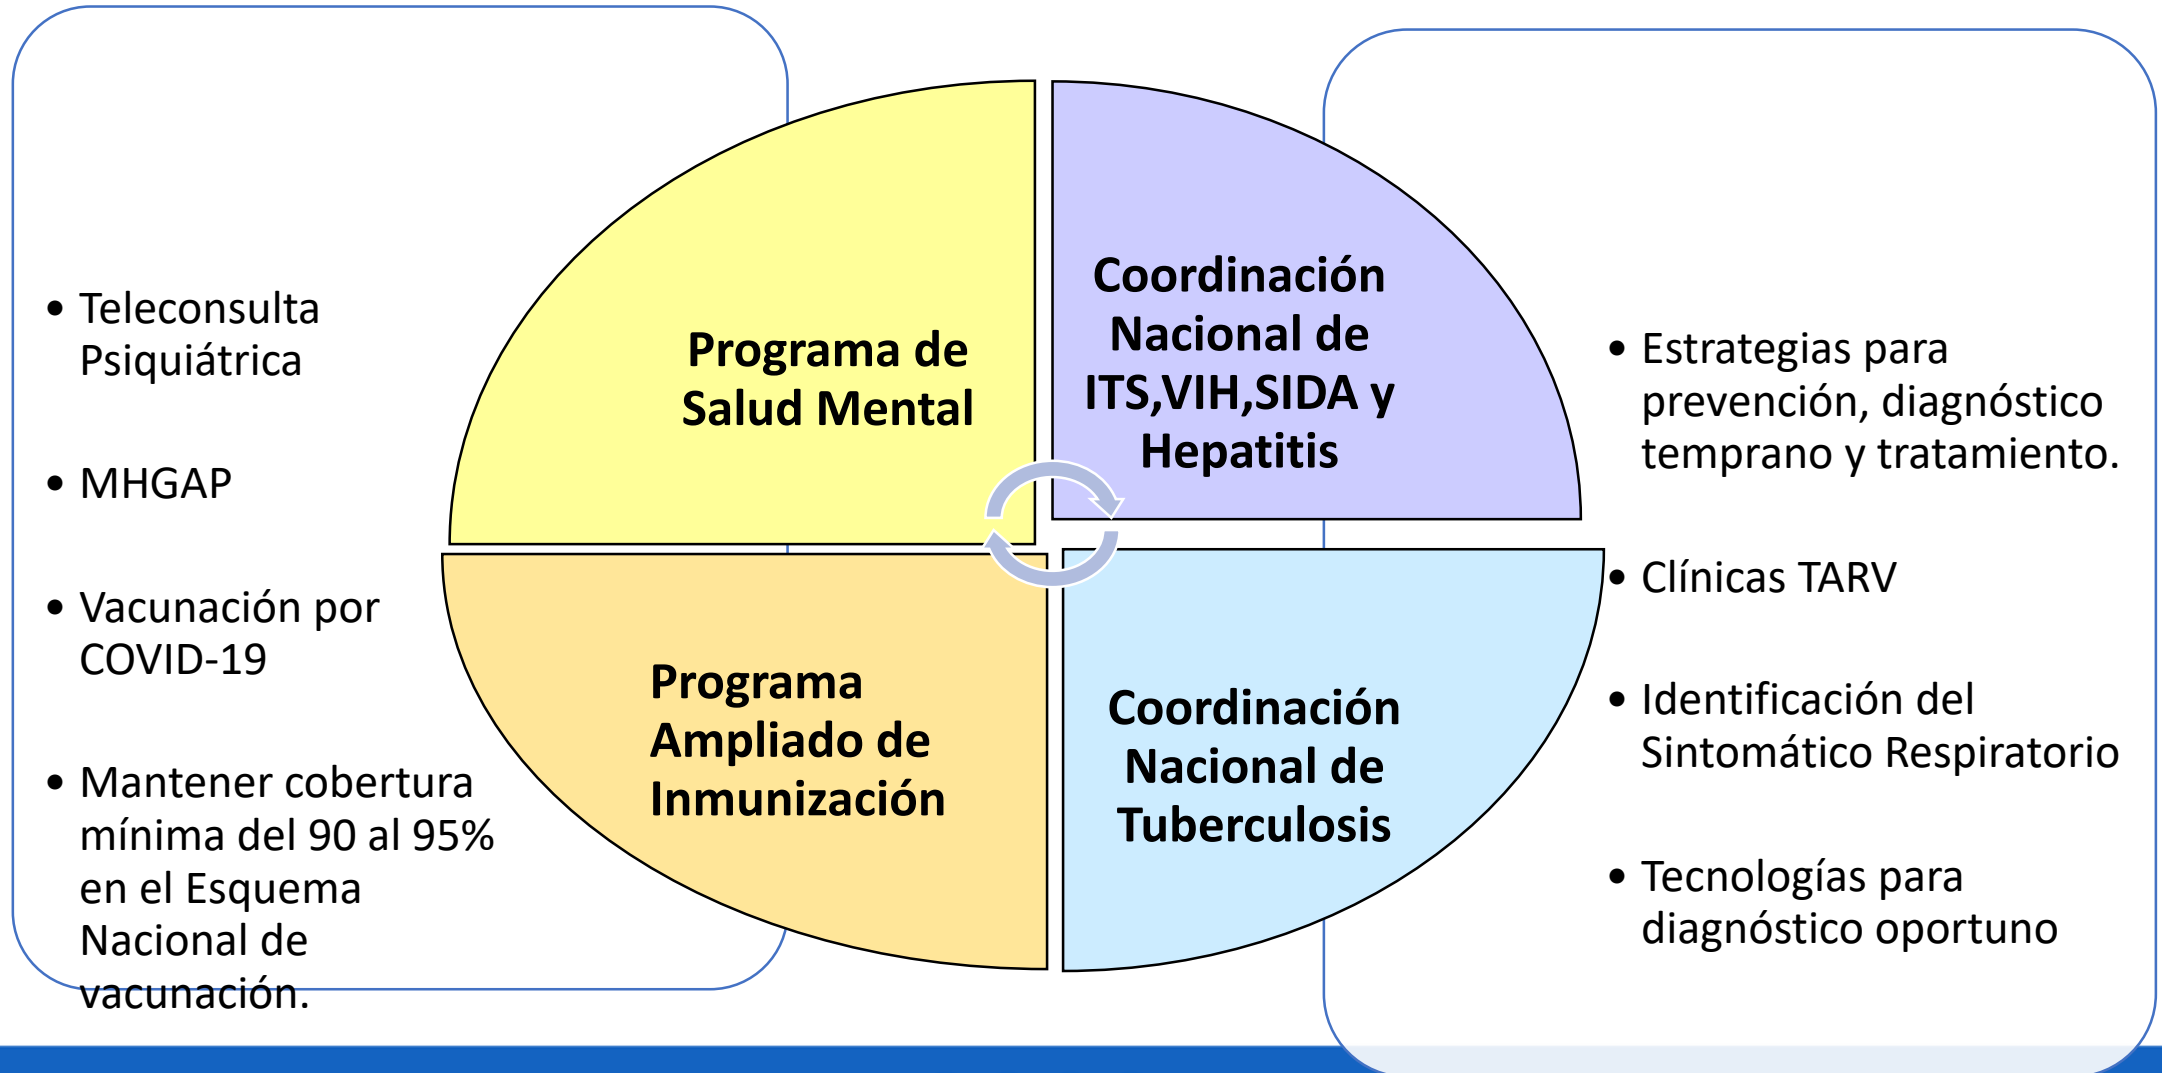 • Teleconsulta
Psiquiátrica
• MHGAP
• Vacunación por
COVID-19
• Mantener cobertura
mínima del 90 al 95%
en el Esquema
Nacional de
vacunación.
Programa de
Salud Mental
Coordinación
Nacional de
ITS,VIH,SIDA y
Hepatitis
Programa
Ampliado de
Inmunización
Coordinación
Nacional de
Tuberculosis
• Estrategias para
prevención, diagnóstico
temprano y tratamiento.
• Clínicas TARV
• Identificación del
Sintomático Respiratorio
• Tecnologías para
diagnóstico oportuno